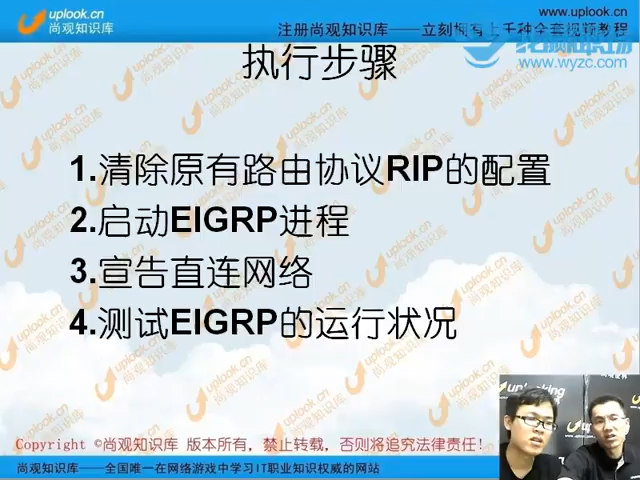 uplook.cn
尚观知识库
www.uplook.cn
注册尚观知识库——立刻拥有上千种全套视频教程
www.wyzc.com
执行步骤
1.清除原有路由协议RIP的配置
2.启动EIGRP进程
3.宣告直连网络
4.测试EIGRP的运行状况
uplooking
Copyright ©尚观知识库 版本所有，禁止转载，否则将追究法律责任！
尚观知识库——全国唯一在网络游戏中学习IT职业知识权威的网站